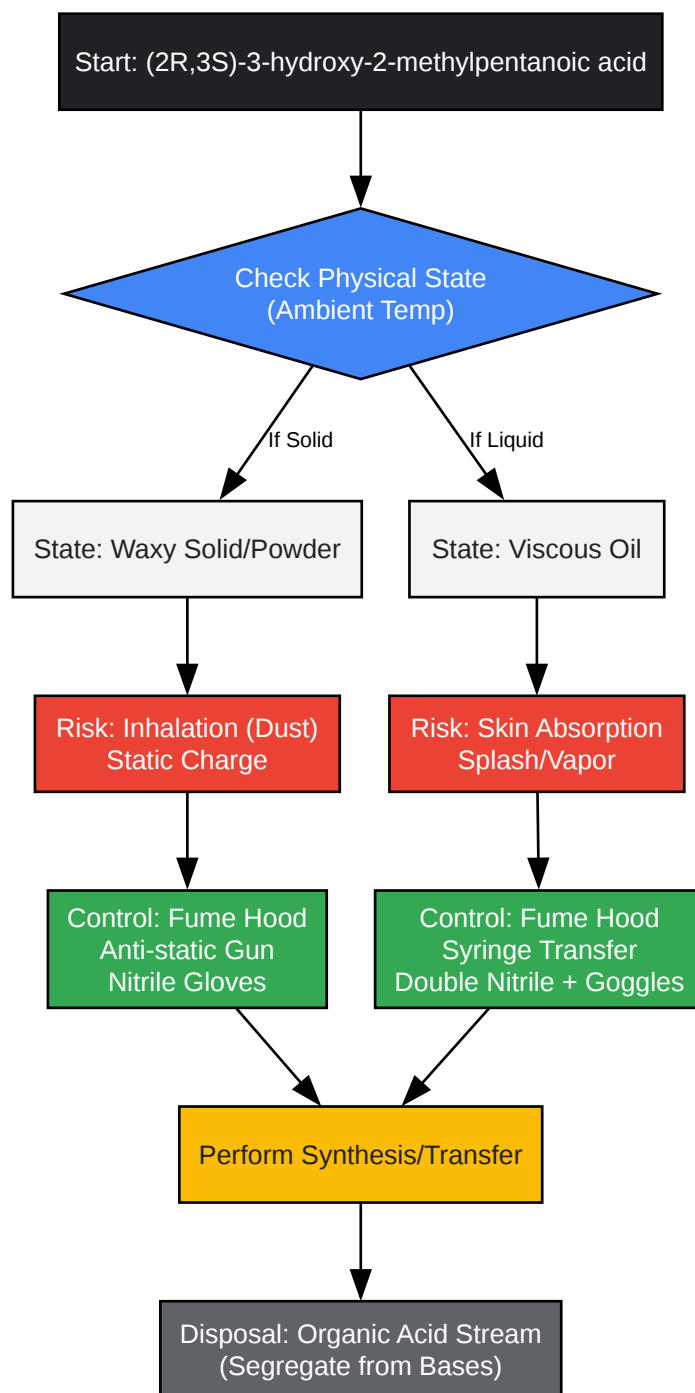 Start: (2R,3S)-3-hydroxy-2-methylpentanoic acid
Check Physical State
(Ambient Temp)
If Solid
If Liquid
State: Waxy Solid/Powder
State: Viscous Oil
Risk: Inhalation (Dust)
Static Charge
Risk: Skin Absorption
Splash/Vapor
Control: Fume Hood
Anti-static Gun
Nitrile Gloves
Control: Fume Hood
Syringe Transfer
Double Nitrile + Goggles
Perform Synthesis/Transfer
Disposal: Organic Acid Stream
(Segregate from Bases)